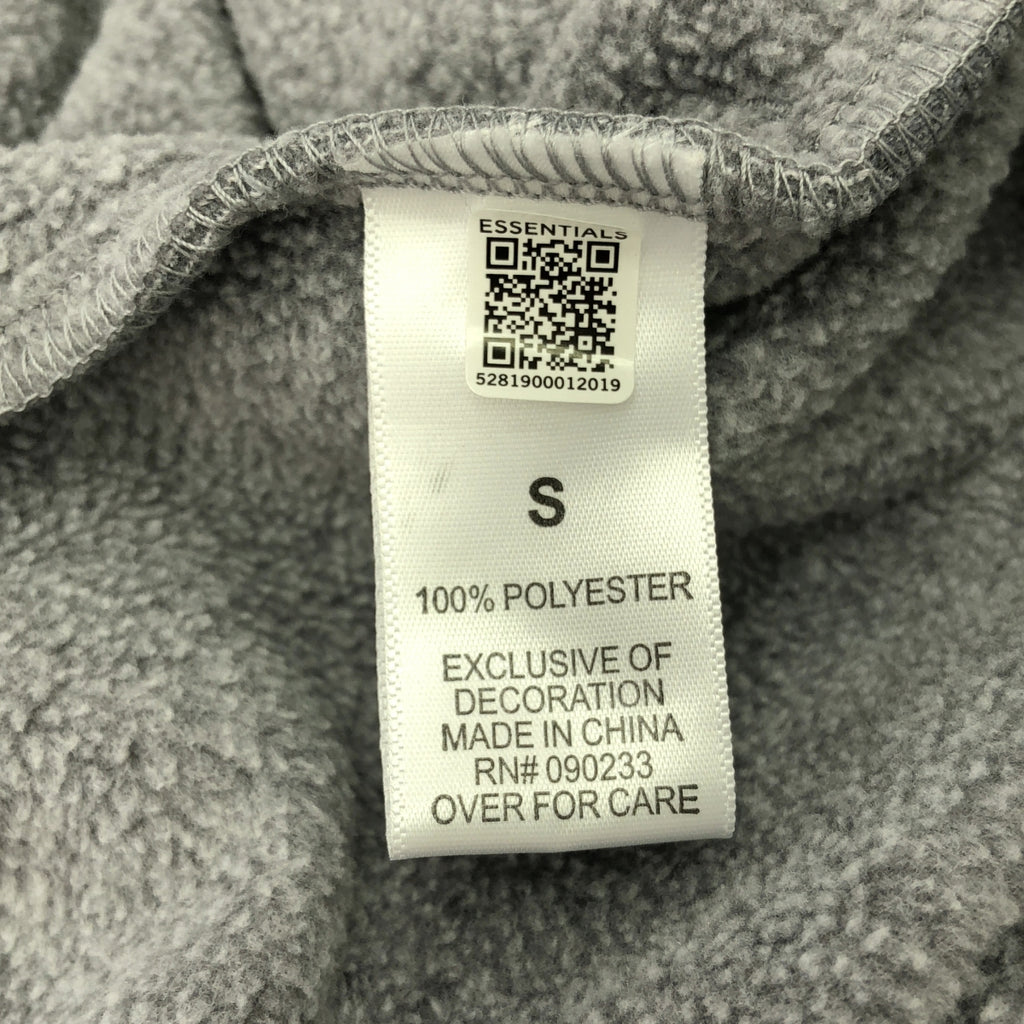 ESSENTIALS
5281900012019
S
100% POLYESTER
EXCLUSIVE OF
DECORATION
MADE IN CHINA
RN# 090233
OVER FOR CARE